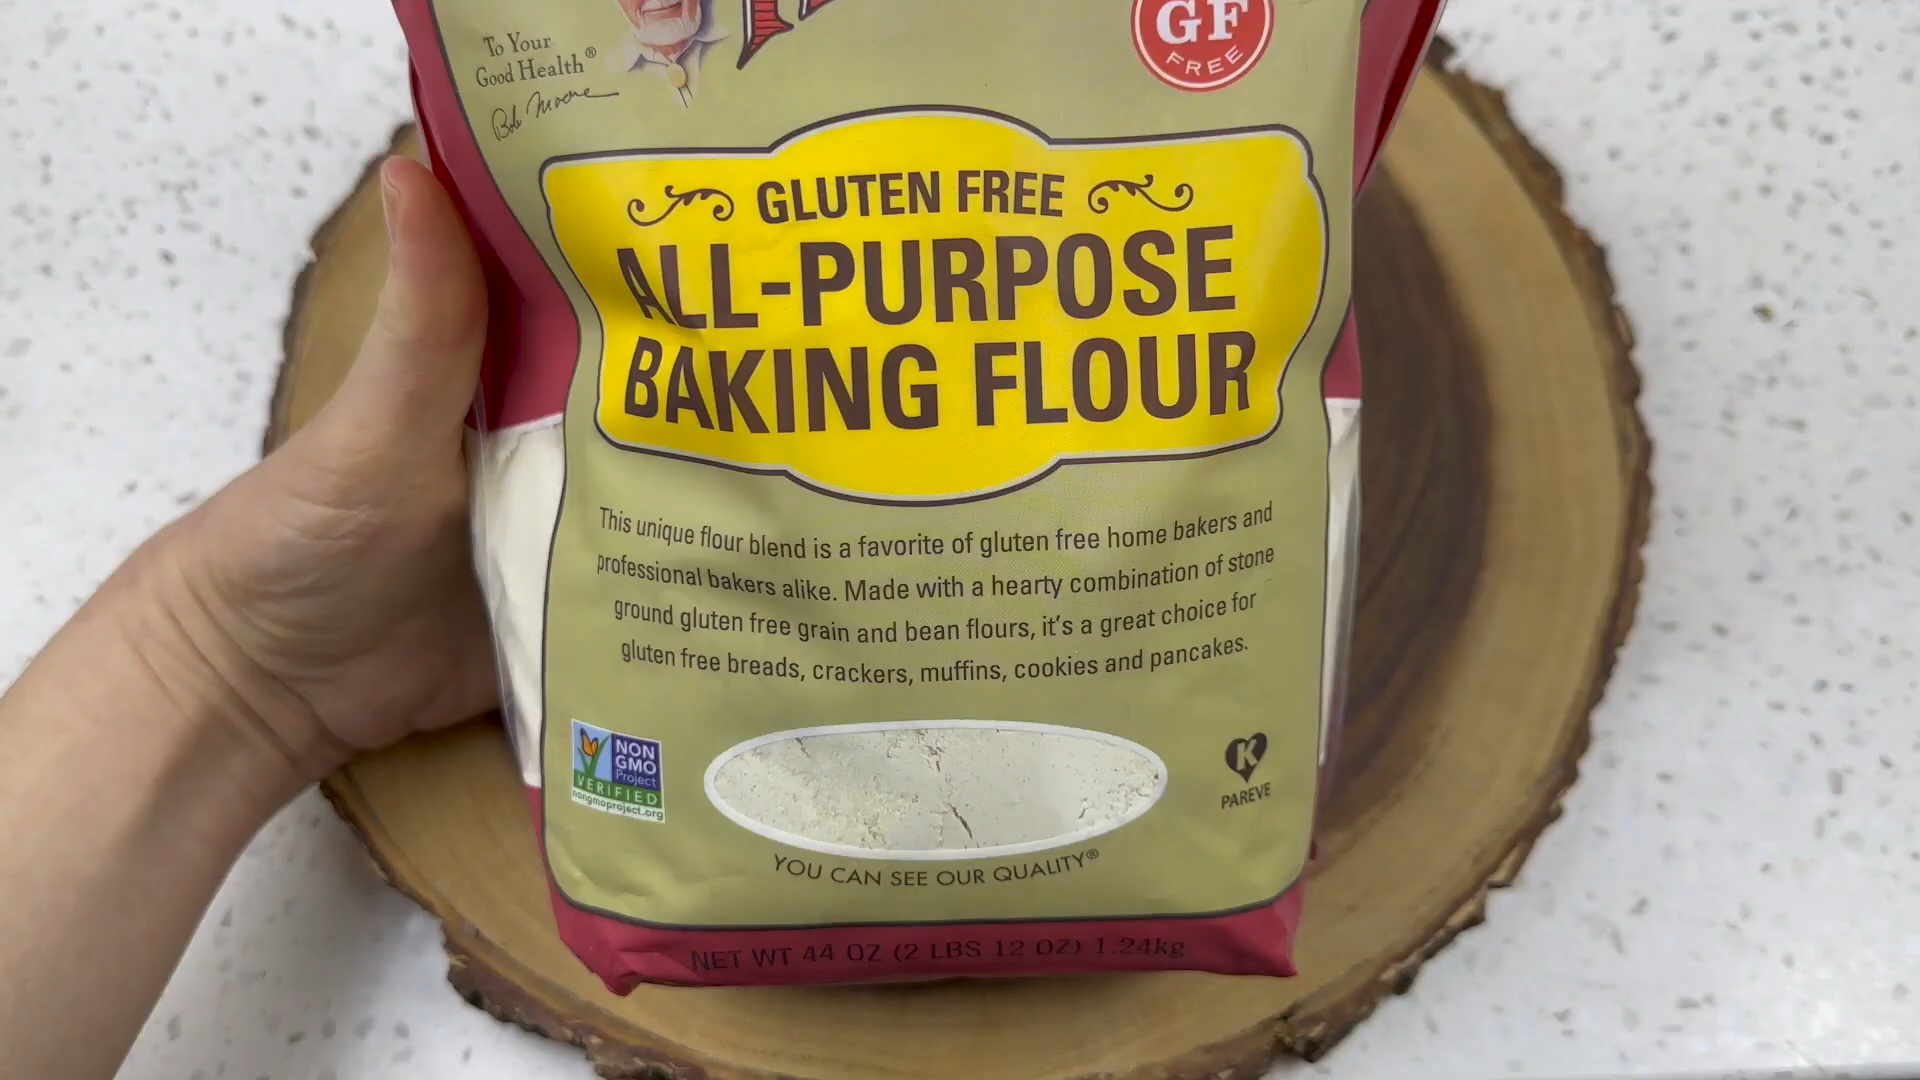 To Your
Good Health®
Bob Moore
GF
FREE
GLUTEN FREE
ALL-PURPOSE
BAKING FLOUR
This unique flour blend is a favorite of gluten free home bakers and
professional bakers alike. Made with a hearty combination of stone
ground gluten free grain and bean flours, it's a great choice for
gluten free breads, crackers, muffins, cookies and pancakes.
NON
GMO
Project
VERIFIED
nongmoproject.org
K
PAREVE
YOU CAN SEE OUR QUALITY®
NET WT 44 OZ (2 LBS 12 OZ) 1.24kg